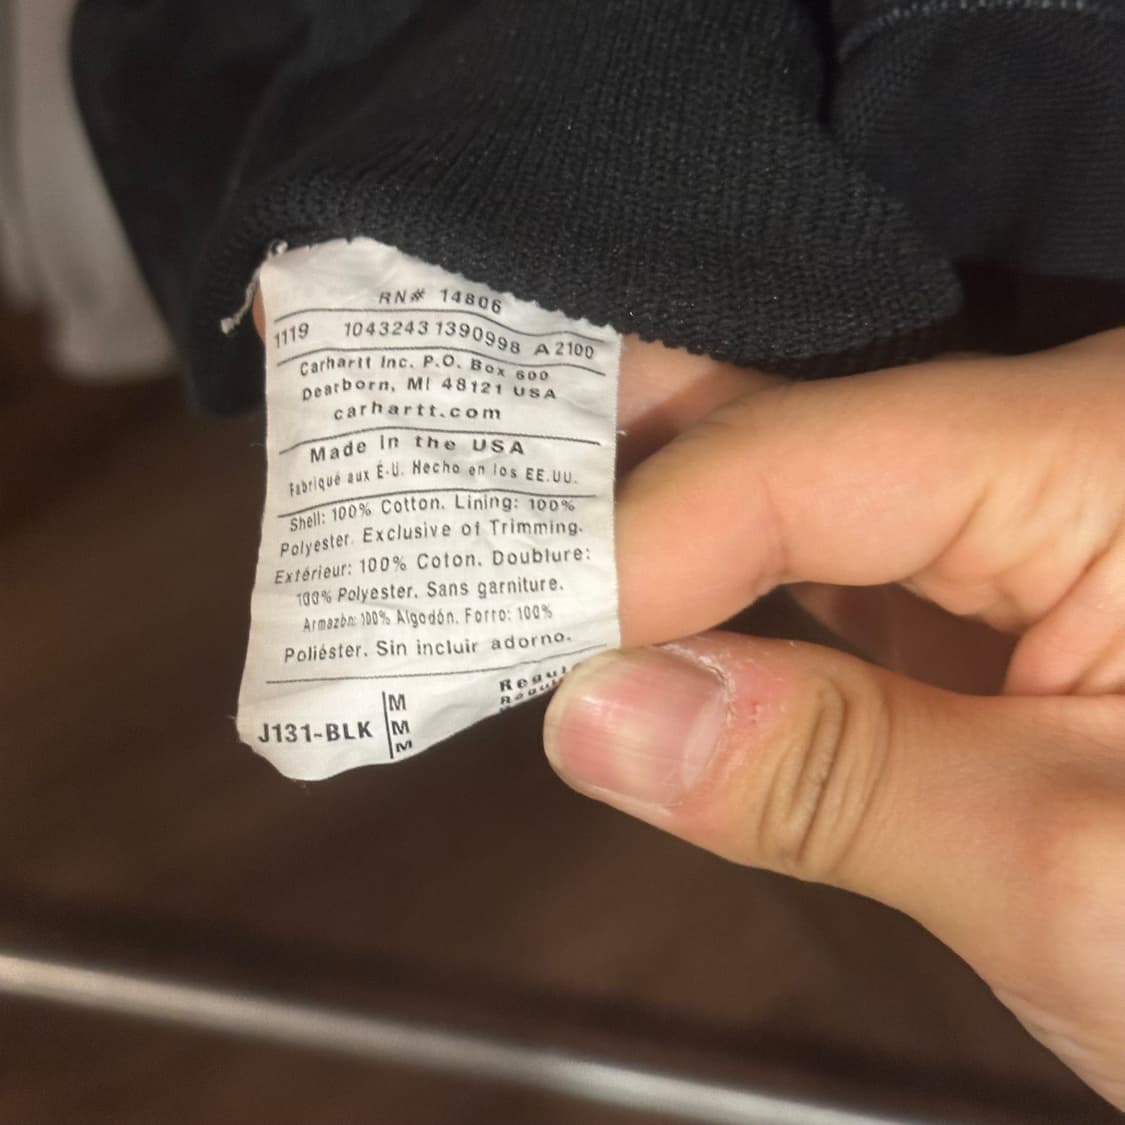 RN# 14806
1119 1043243 1390998 A 2100
Carhartt Inc. P.O. Box 600
Dearborn, MI 48121 USA
carhartt.com
Made in the USA
Fabriqué aux É.-U. Hecho en los EE.UU.
Shell: 100% Cotton. Lining: 100%
Polyester. Exclusive of Trimming.
Extérieur: 100% Coton. Doublure:
100% Polyester. Sans garniture.
Armazón: 100% Algodón. Forro: 100%
Poliéster. Sin incluir adorno.
J131-BLK
M
M
M